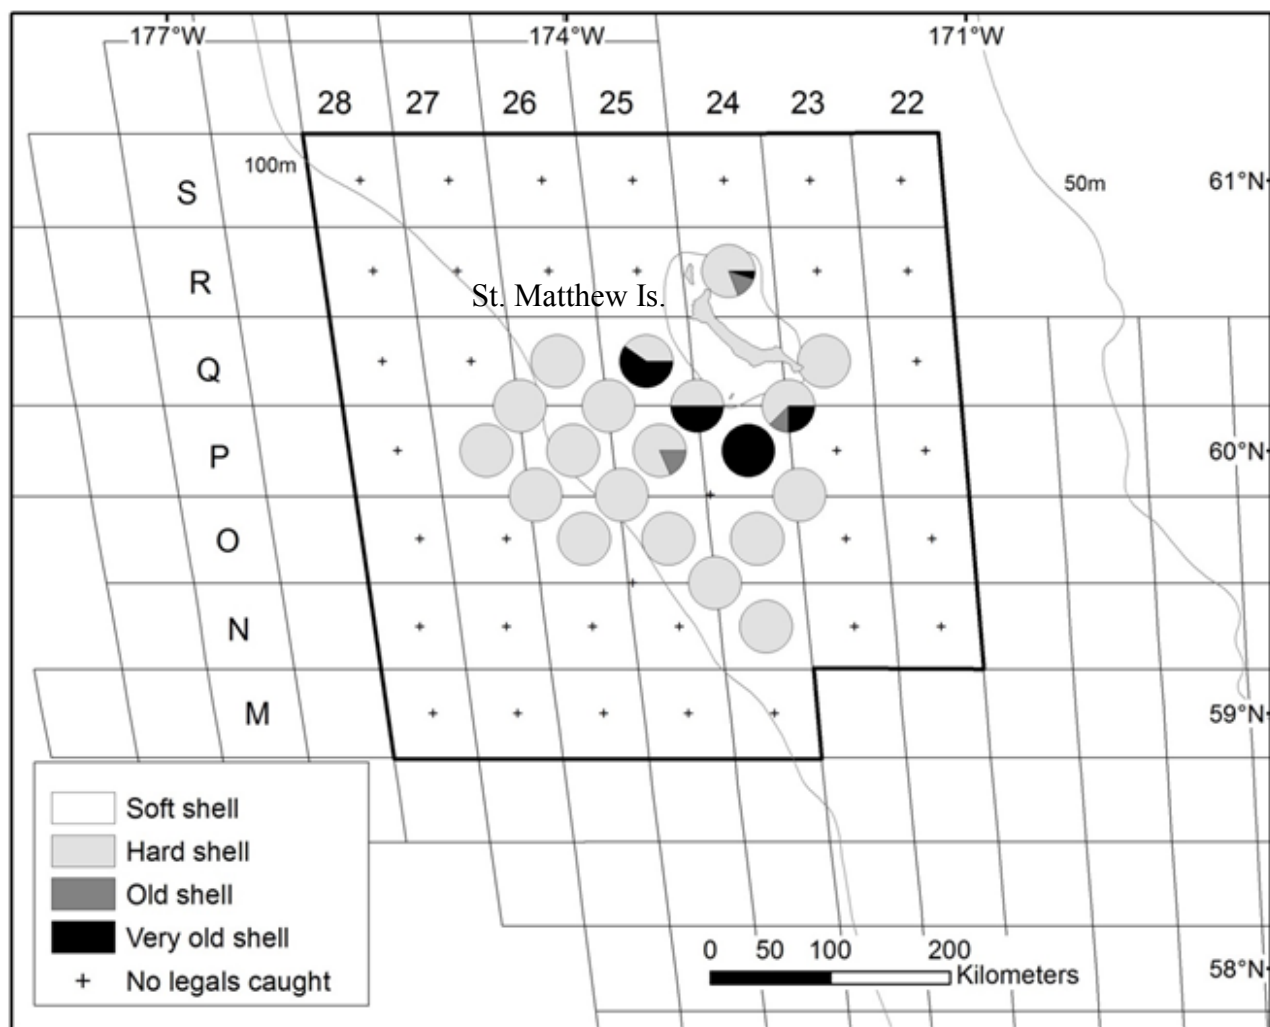 177°W 174°W 171°W
28 27 26 25 24 23 22
100m
50m
61°N
S
R
St. Matthew Is.
Q
P
60°N
O
N
M
59°N
Soft shell
Hard shell
Old shell
Very old shell
No legals caught
0 50 100 200
Kilometers
58°N